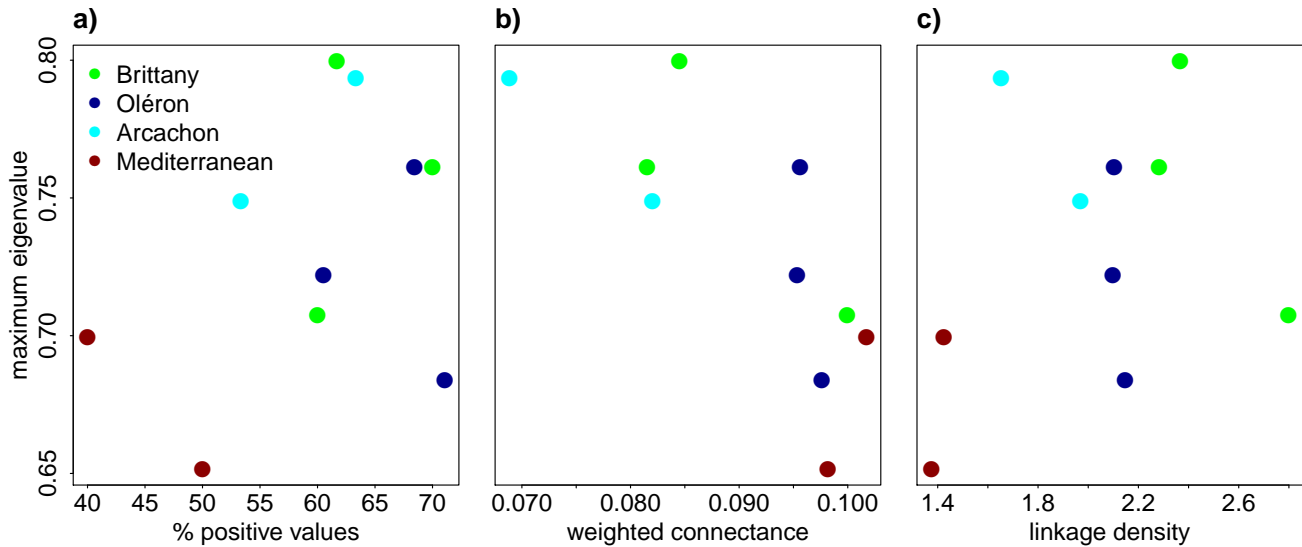 a)
b)
c)
maximum eigenvalue
0.80
0.75
0.70
0.65
Brittany
Oléron
Arcachon
Mediterranean
40 45 50 55 60 65 70
0.070 0.080 0.090 0.100
1.4 1.8 2.2 2.6
% positive values
weighted connectance
linkage density